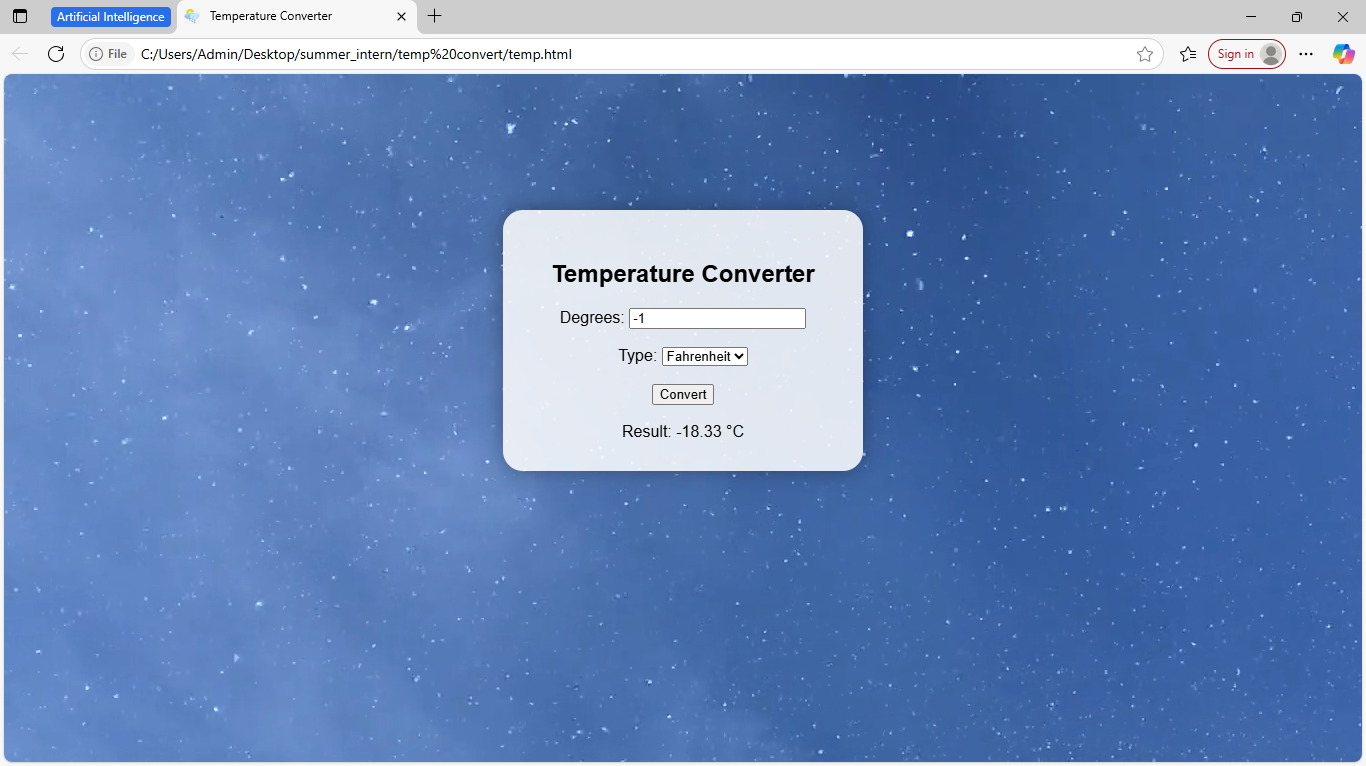 Artificial Intelligence
Temperature Converter
File
C:/Users/Admin/Desktop/summer_intern/temp%20convert/temp.html
Sign in
Temperature Converter
Degrees: -1
Type: Fahrenheit
Convert
Result: -18.33 °C